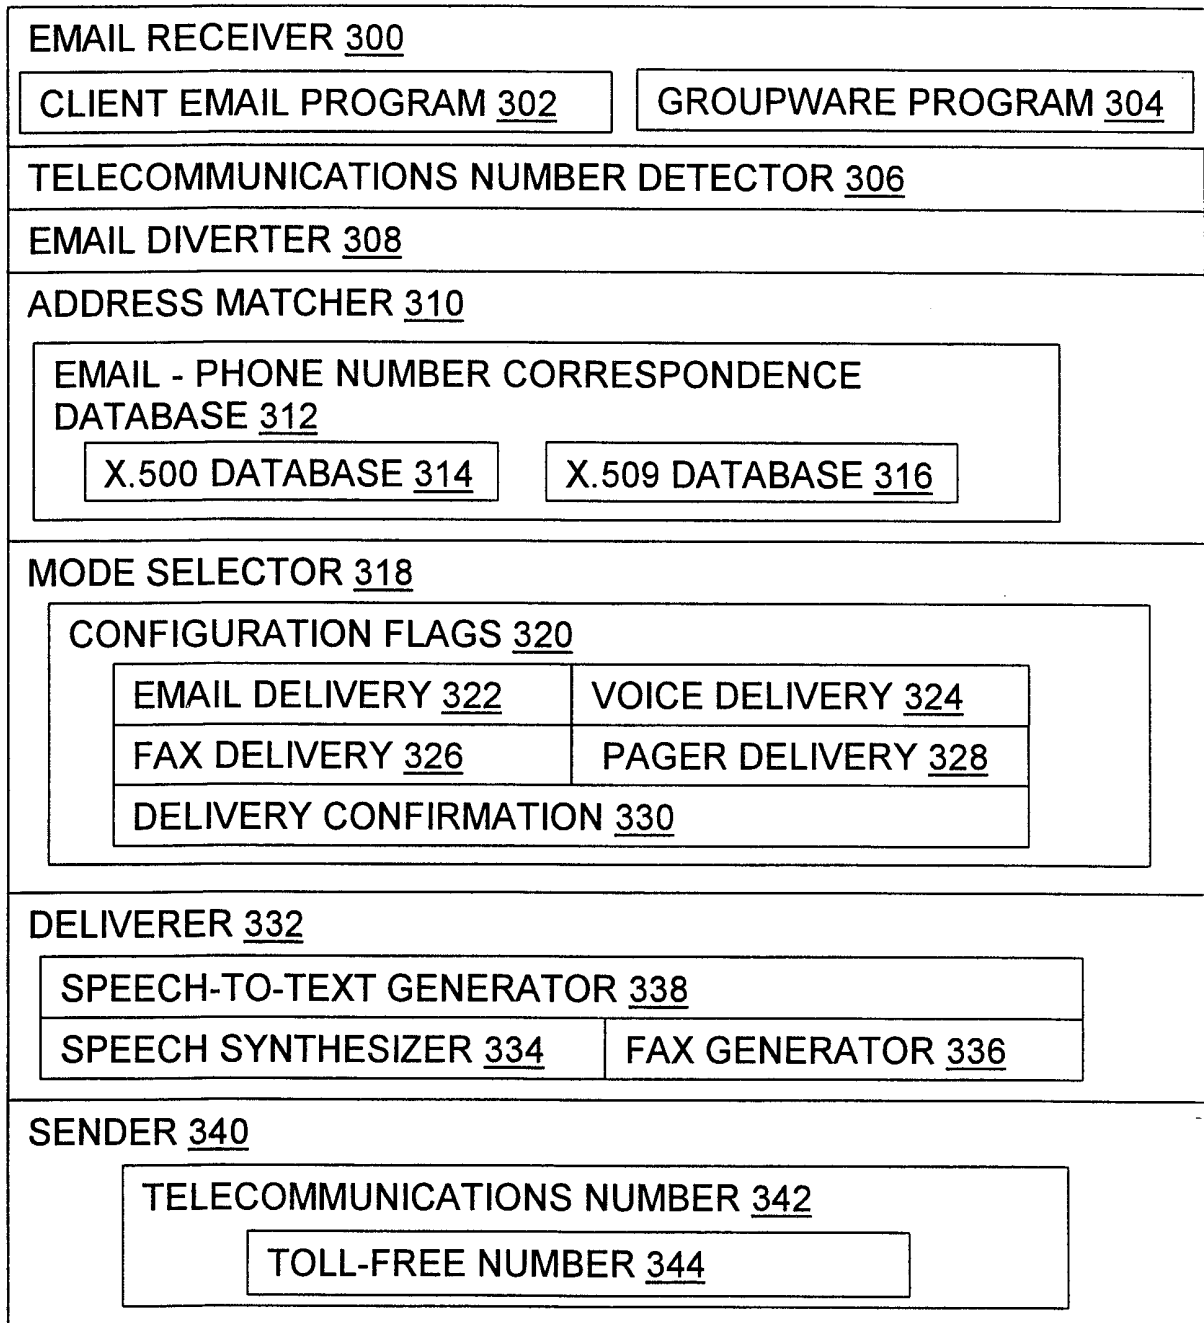 EMAIL RECEIVER 300
CLIENT EMAIL PROGRAM 302
GROUPWARE PROGRAM 304
TELECOMMUNICATIONS NUMBER DETECTOR 306
EMAIL DIVERTER 308
ADDRESS MATCHER 310
EMAIL - PHONE NUMBER CORRESPONDENCE
DATABASE 312
X.500 DATABASE 314
X.509 DATABASE 316
MODE SELECTOR 318
CONFIGURATION FLAGS 320
EMAIL DELIVERY 322
VOICE DELIVERY 324
FAX DELIVERY 326
PAGER DELIVERY 328
DELIVERY CONFIRMATION 330
DELIVERER 332
SPEECH-TO-TEXT GENERATOR 338
SPEECH SYNTHESIZER 334
FAX GENERATOR 336
SENDER 340
TELECOMMUNICATIONS NUMBER 342
TOLL-FREE NUMBER 344